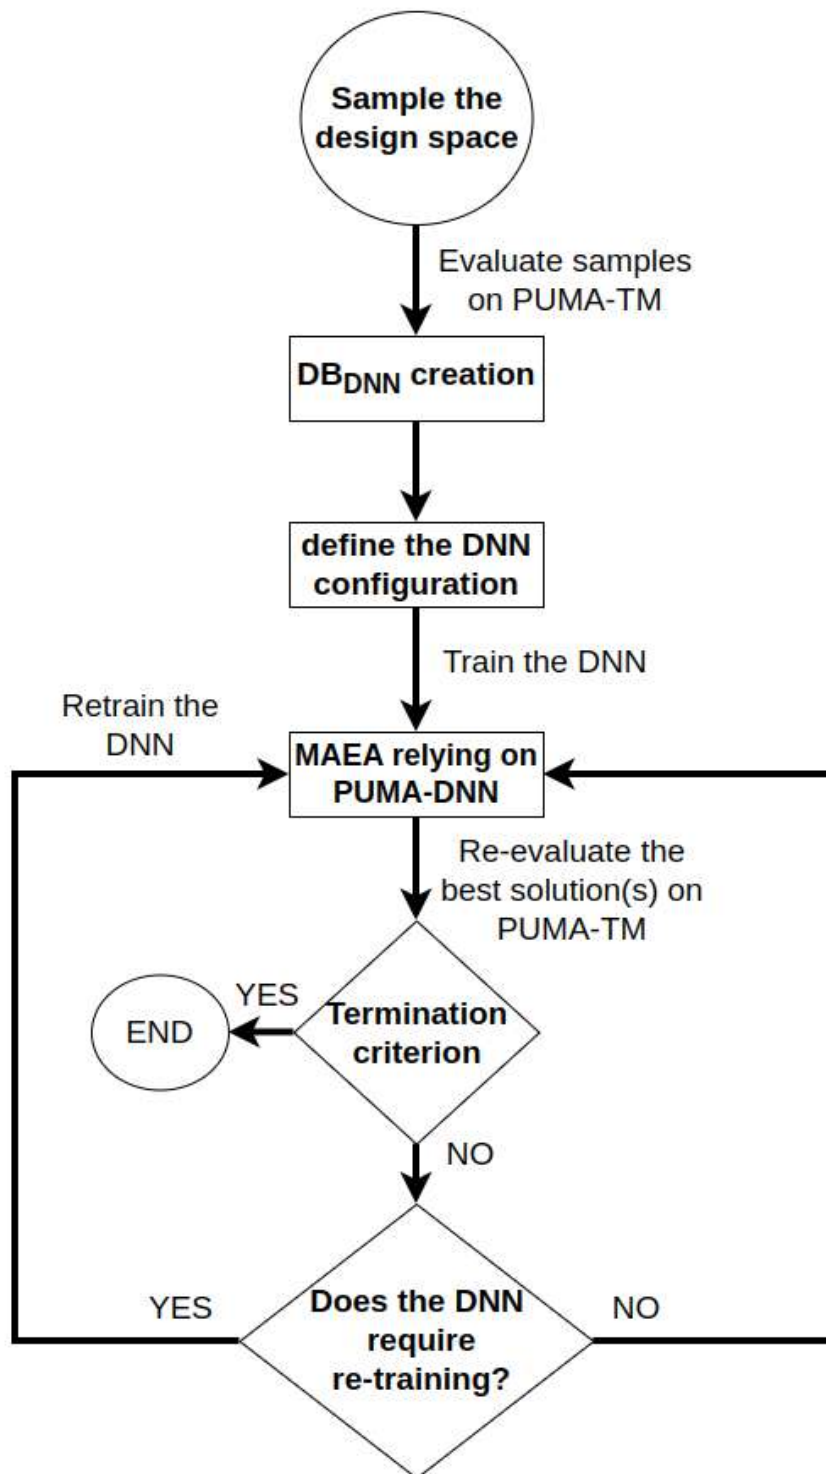 Sample the
design space
Evaluate samples
on PUMA-TM
DBDNN creation
define the DNN
configuration
Train the DNN
Retrain the
DNN
MAEA relying on
PUMA-DNN
Re-evaluate the
best solution(s) on
PUMA-TM
YES
END
Termination
criterion
NO
YES
Does the DNN
require
re-training?
NO